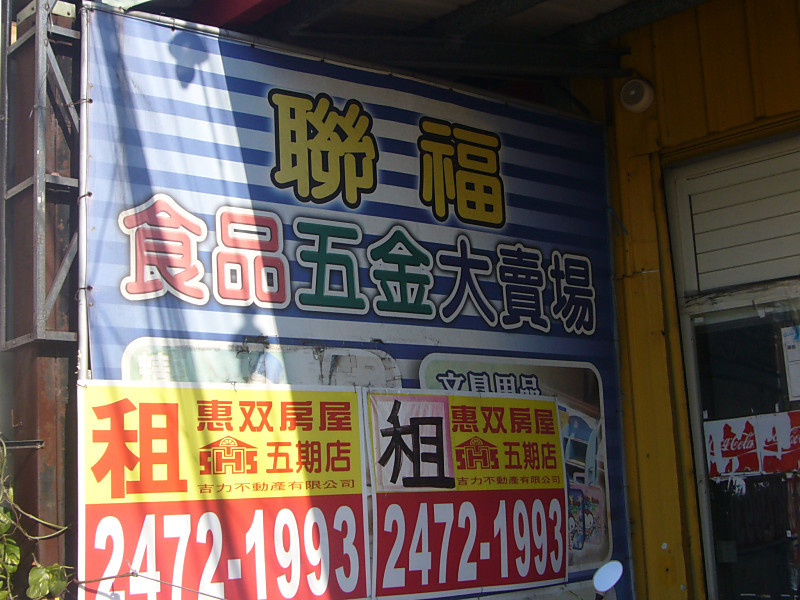 聯福
食品五金大賣場
文具用品
租
惠双房屋
SHS 五期店
吉力不動產有限公司
2472-1993
租
惠双房屋
SHS 五期店
吉力不動產有限公司
2472-1993
Coca-Cola